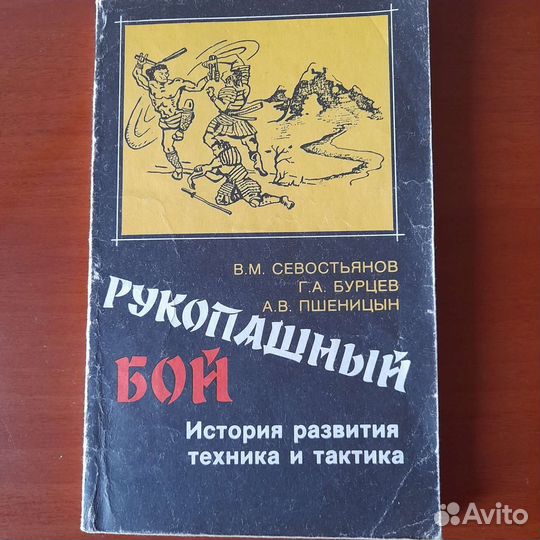 В.М. СЕВОСТЬЯНОВ
Г.А. БУРЦЕВ
А.В. ПШЕНИЦЫН
РУКОПАШНЫЙ
БОЙ
История развития
техника и тактика
Avito